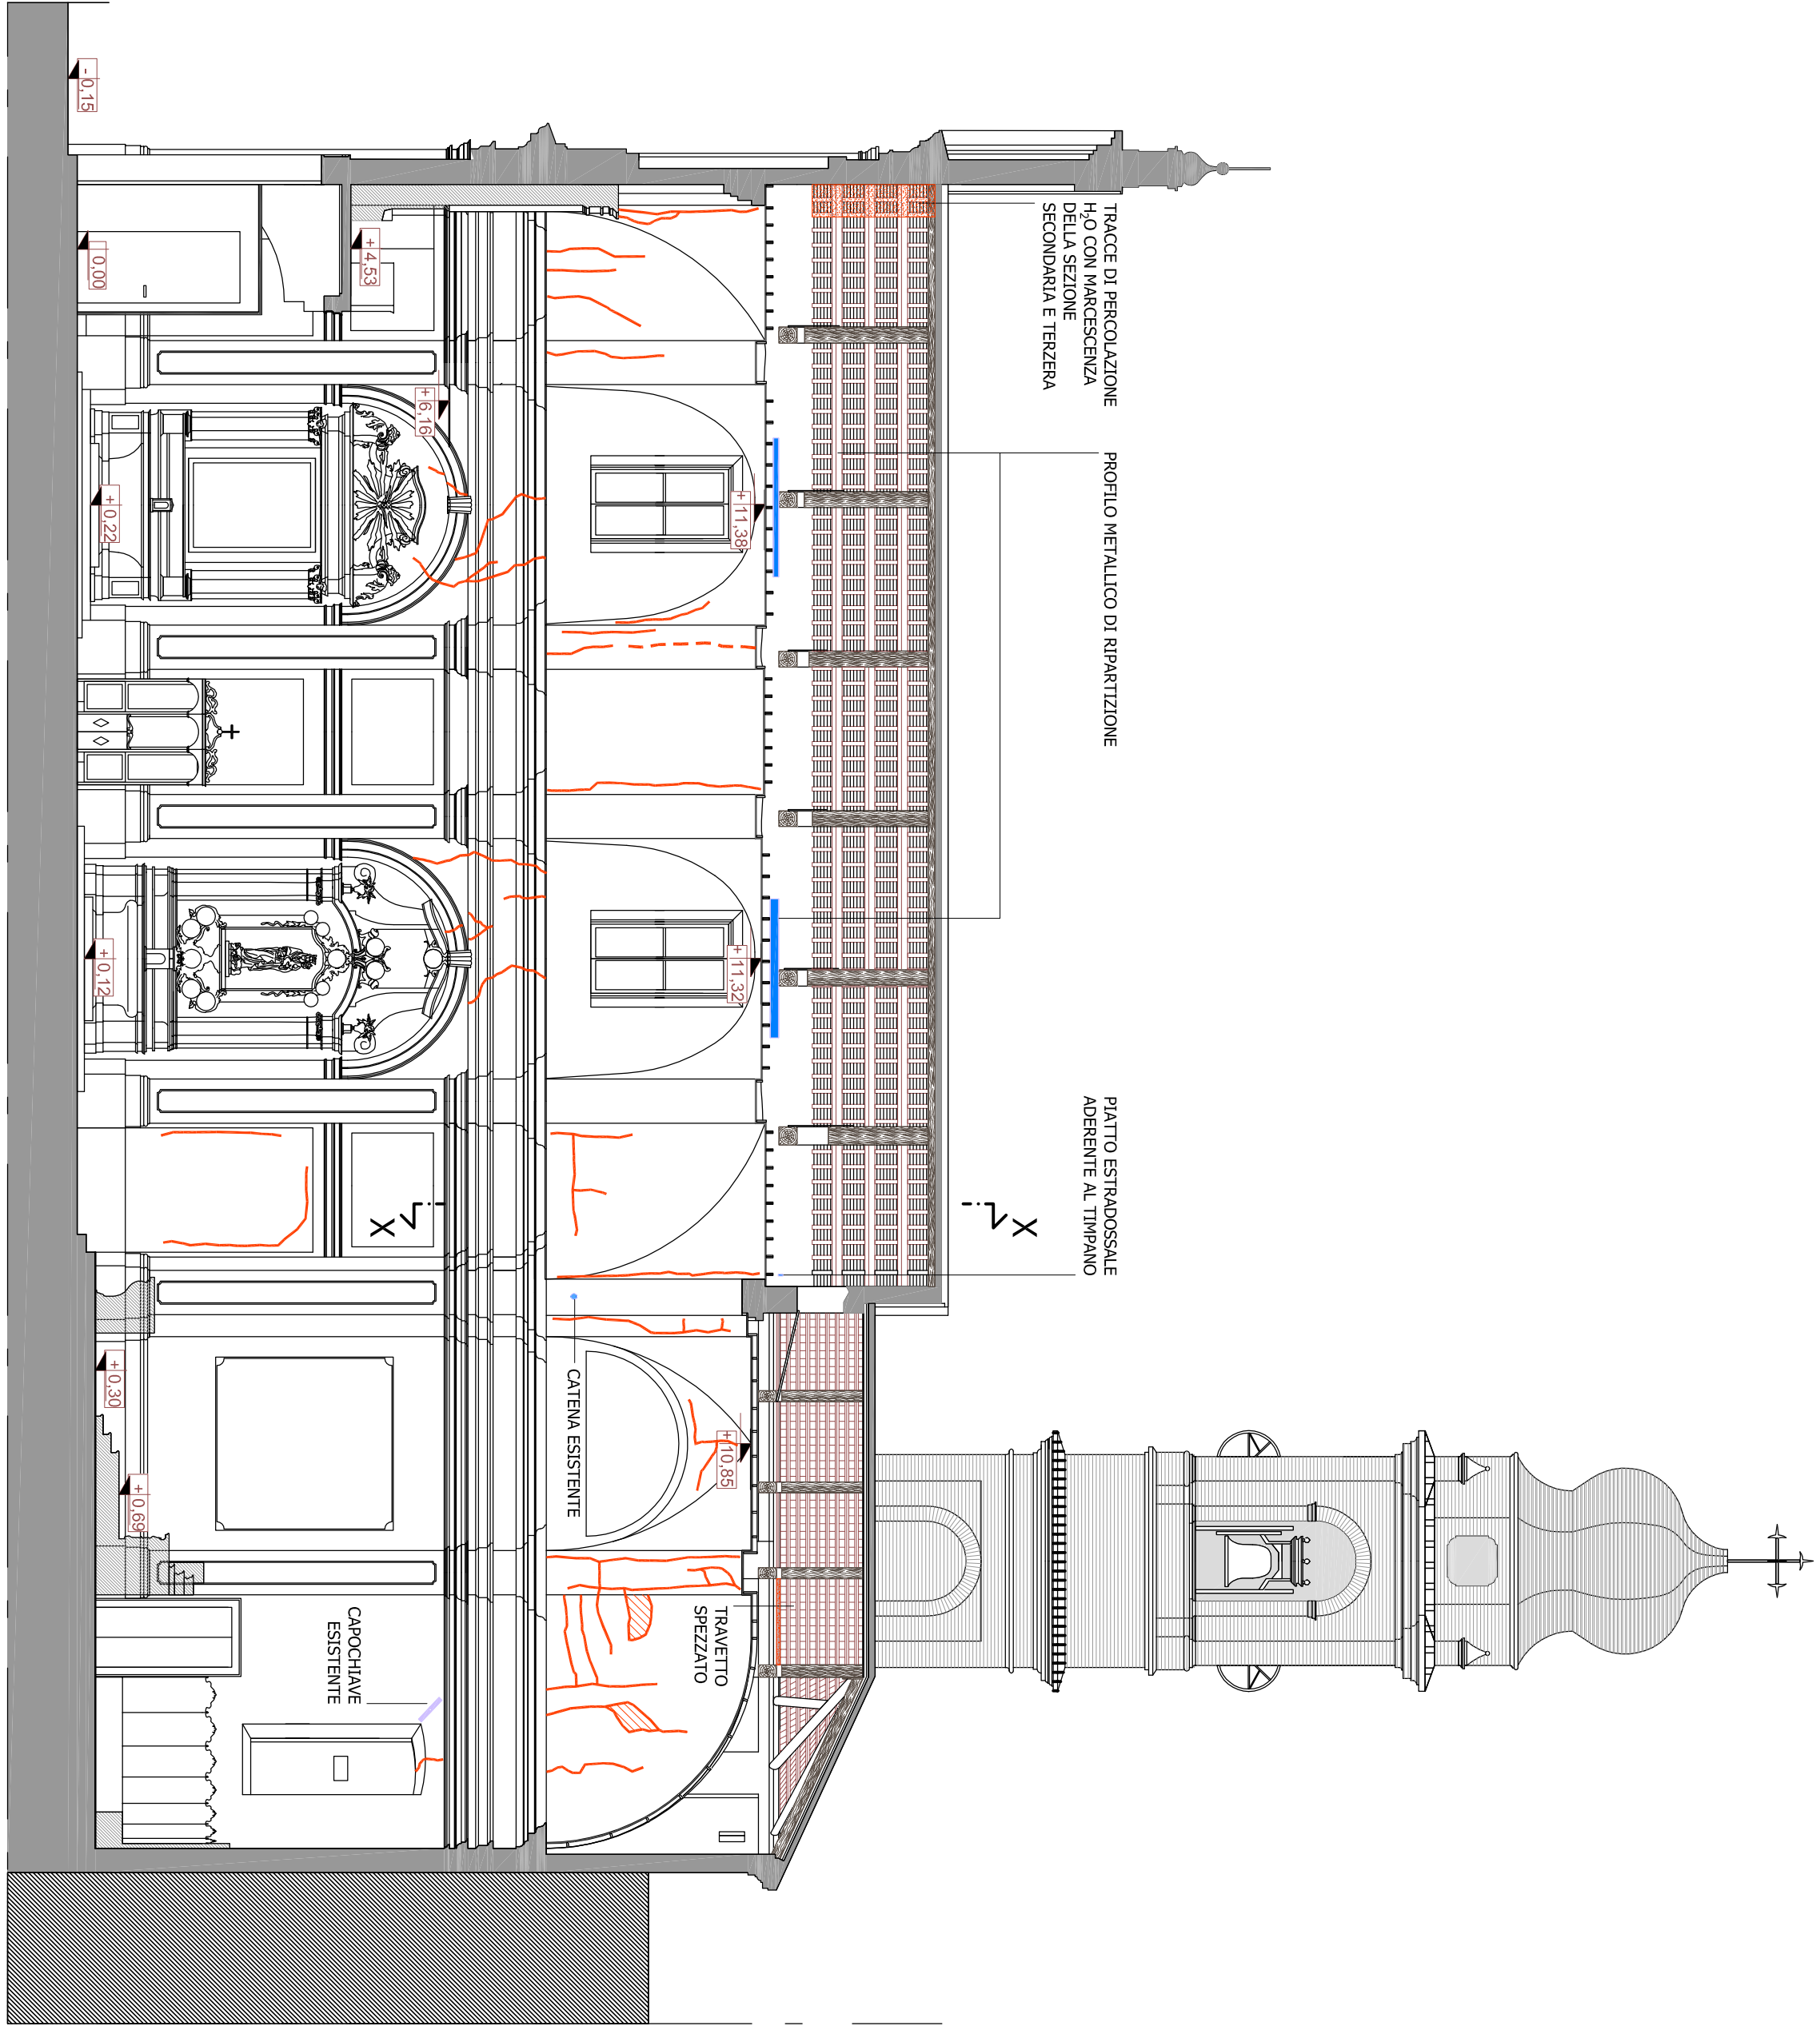 TRACCE DI PERCOLAZIONE
H₂O CON MARCESCENZA
DELLA SEZIONE
SECONDARIA E TERZERA
PROFILO METALLICO DI RIPARTIZIONE
PIATTO ESTRADOSSALE
ADERENTE AL TIMPANO
X
X
CATENA ESISTENTE
TRAVETTO
SPEZZATO
CAPOCHIAVE
ESISTENTE
+11,38
+11,32
+10,85
+6,16
+4,53
- 0,15
0,00
+0,22
+0,12
+0,30
+0,69